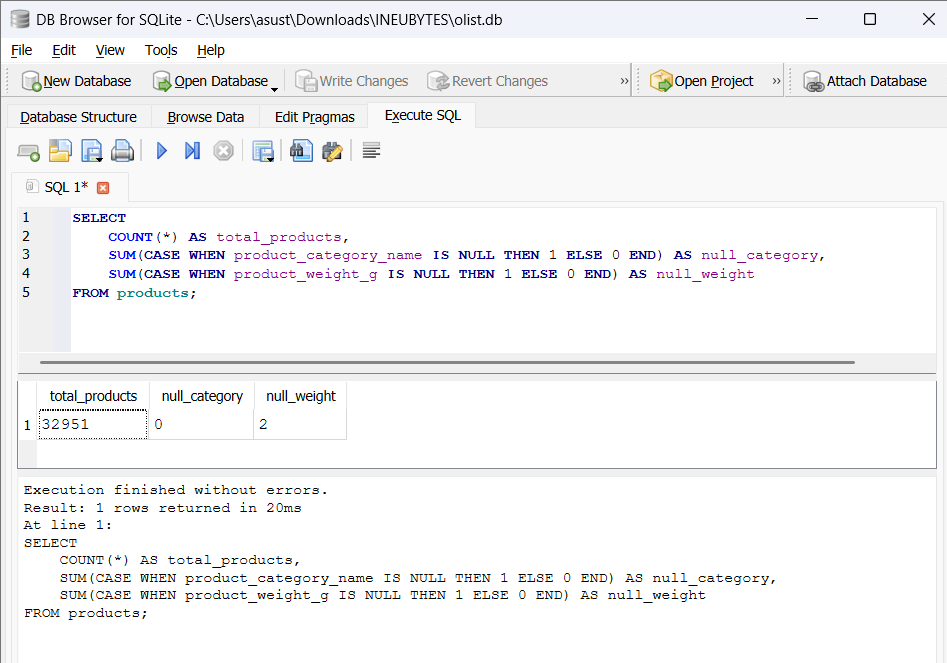 DB Browser for SQLite - C:\Users\asust\Downloads\INEUBYTES\olist.db
File Edit View Tools Help
New Database Open Database Write Changes Revert Changes » Open Project » Attach Database
Database Structure Browse Data Edit Pragmas Execute SQL
SQL 1*
1 SELECT
2 COUNT(*) AS total_products,
3 SUM(CASE WHEN product_category_name IS NULL THEN 1 ELSE 0 END) AS null_category,
4 SUM(CASE WHEN product_weight_g IS NULL THEN 1 ELSE 0 END) AS null_weight
5 FROM products;
total_products null_category null_weight
1 32951 0 2
Execution finished without errors.
Result: 1 rows returned in 20ms
At line 1:
SELECT
COUNT(*) AS total_products,
SUM(CASE WHEN product_category_name IS NULL THEN 1 ELSE 0 END) AS null_category,
SUM(CASE WHEN product_weight_g IS NULL THEN 1 ELSE 0 END) AS null_weight
FROM products;